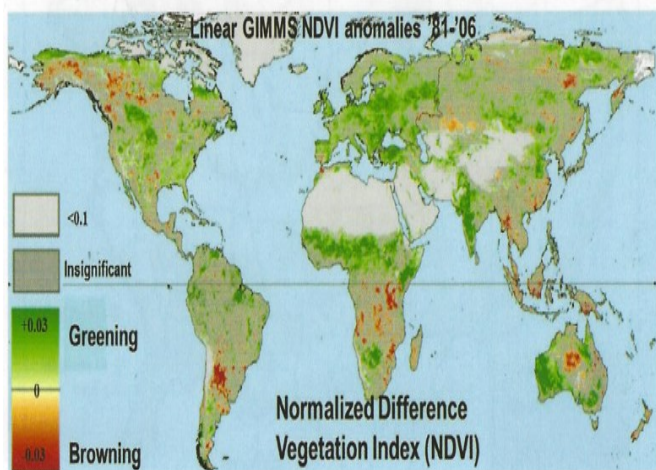 Linear GIMMS NDVI anomalies '81-'06
<0.1
Insignificant
+0.03
Greening
0
-0.03
Browning
Normalized Difference
Vegetation Index (NDVI)